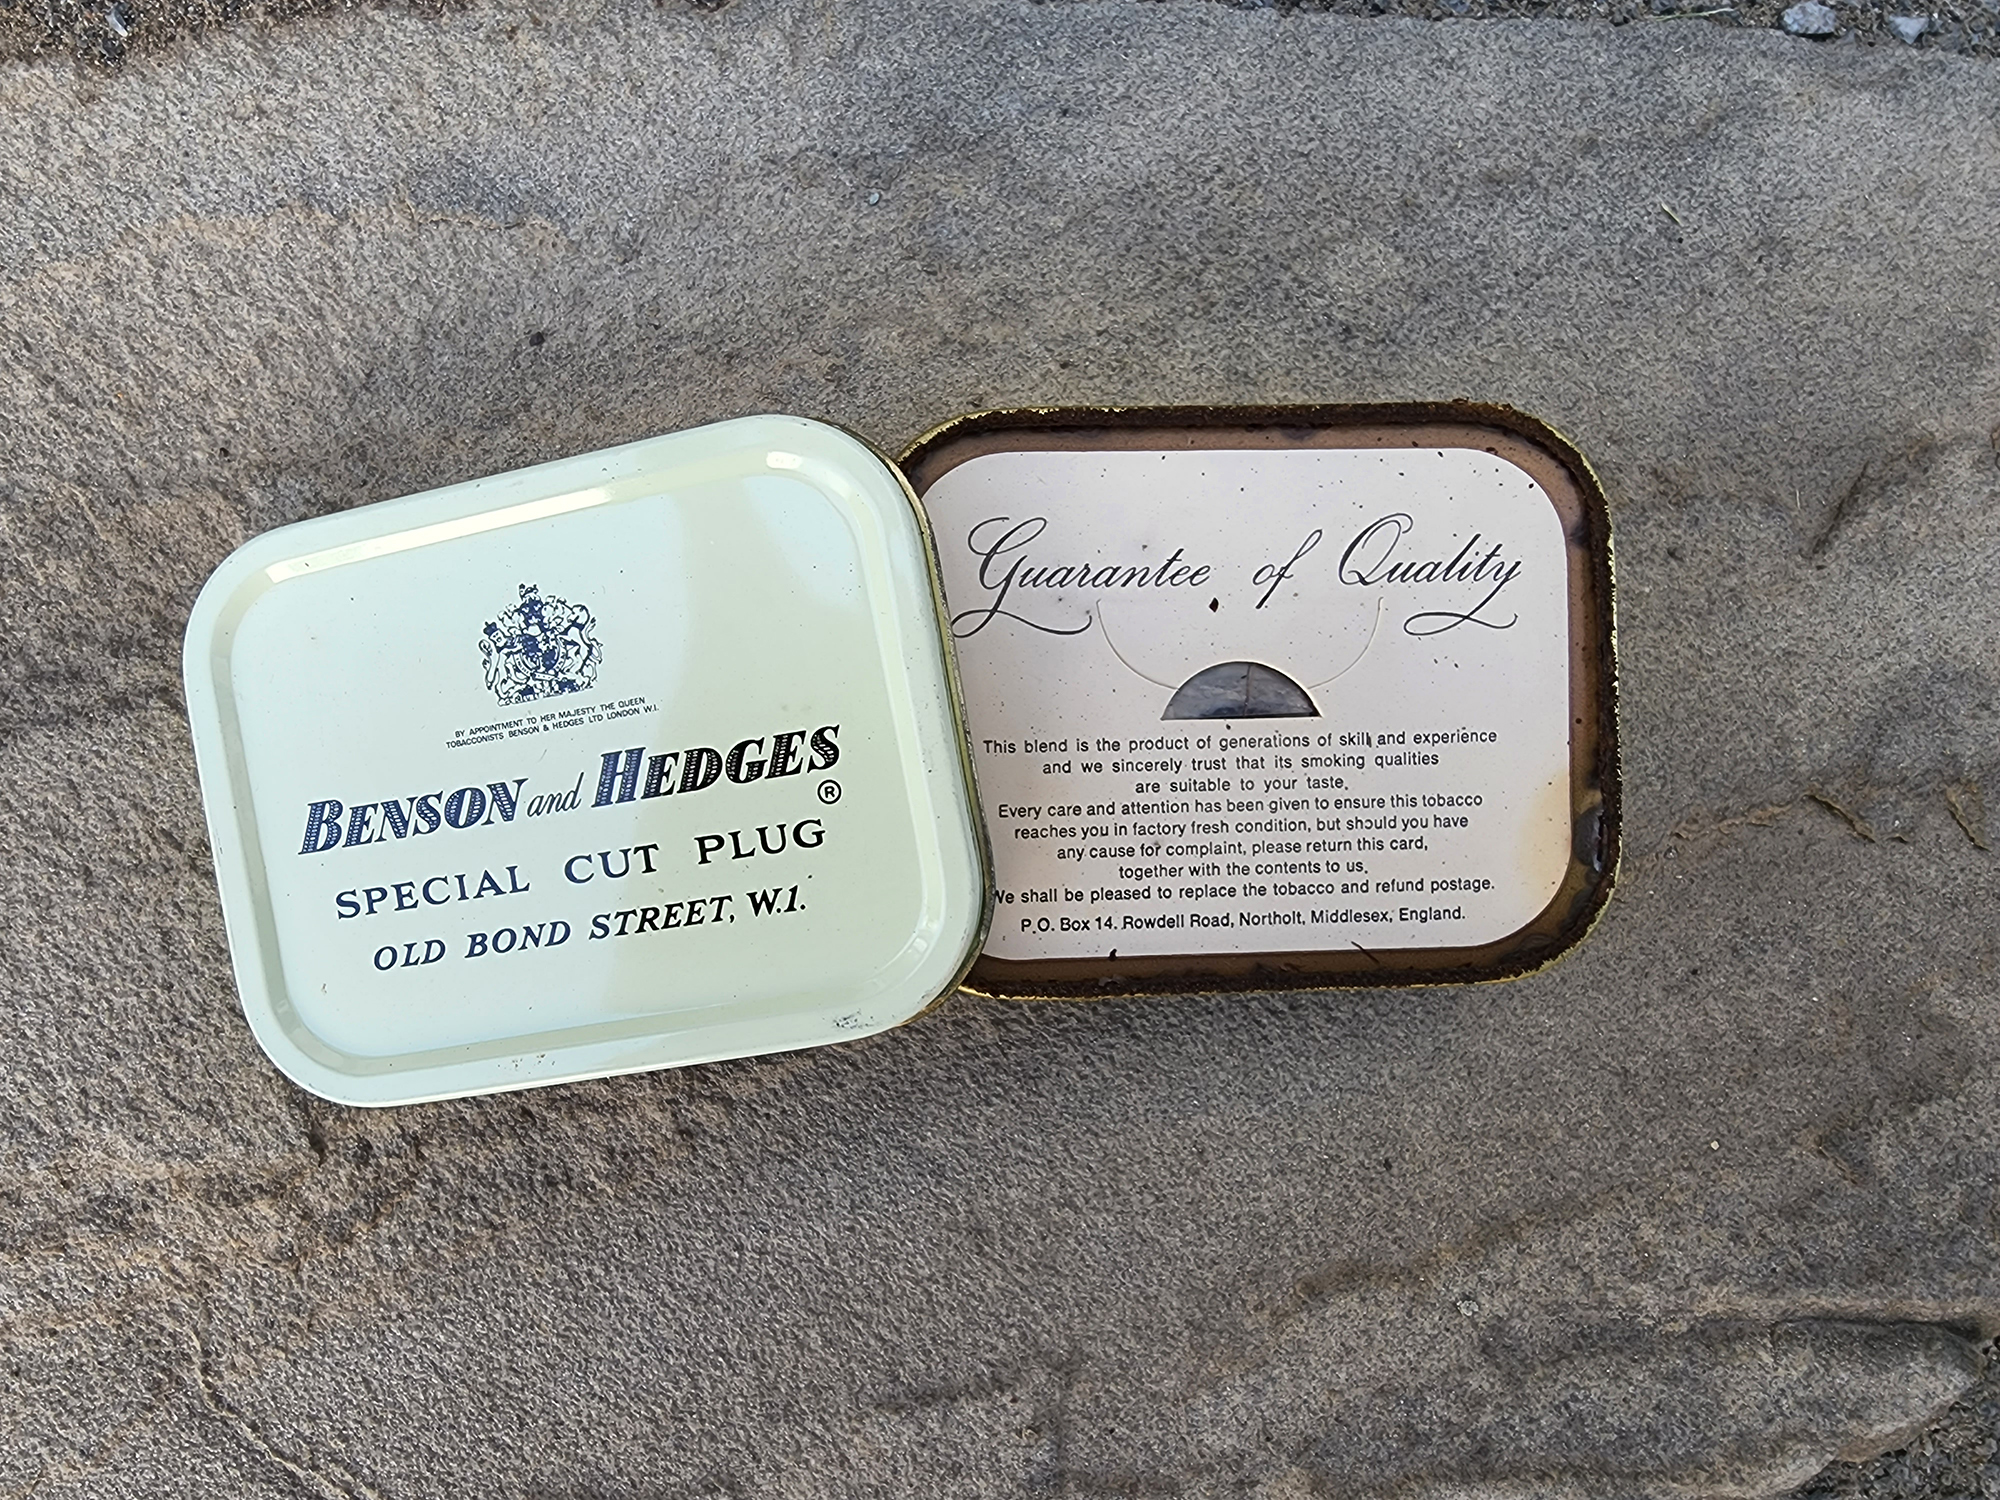 BY APPOINTMENT TO HER MAJESTY THE QUEEN
TOBACCONISTS BENSON & HEDGES LTD LONDON W.I.
BENSON and HEDGES
®
SPECIAL CUT PLUG
OLD BOND STREET, W.1.
Guarantee of Quality
This blend is the product of generations of skill and experience
and we sincerely trust that its smoking qualities
are suitable to your taste.
Every care and attention has been given to ensure this tobacco
reaches you in factory fresh condition, but should you have
any cause for complaint, please return this card,
together with the contents to us.
We shall be pleased to replace the tobacco and refund postage.
P.O. Box 14. Rowdell Road, Northolt, Middlesex, England.